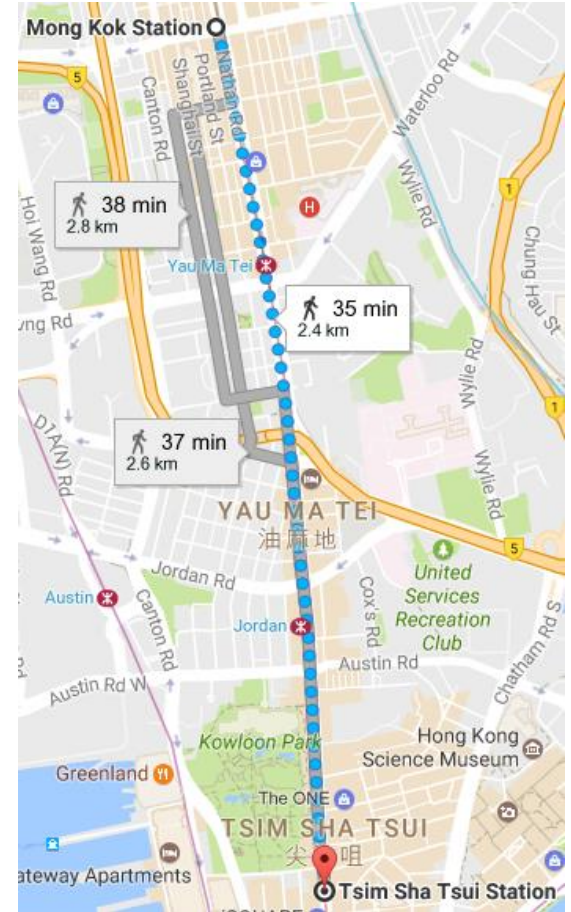 Mong Kok Station
5
Canton Rd
Shanghai St
Portland St
Nathan Rd
Waterloo Rd
Wylie Rd
1
Hoi Wang Rd
38 min
2.8 km
H
Chung Hau St
Yau Ma Tei
35 min
2.4 km
Wylie Rd
1
37 min
2.6 km
Wylie Rd
D1A(N) Rd
YAU MA TEI
油麻地
5
Jordan Rd
United
Services
Recreation
Club
Cox's Rd
Austin
Canton Rd
Jordan
Chatham Rd S
Austin Rd
Austin Rd W
Kowloon Park
Hong Kong
Science Museum
Greenland
The ONE
TSIM SHA TSUI
ateway Apartments
Tsim Sha Tsui Station